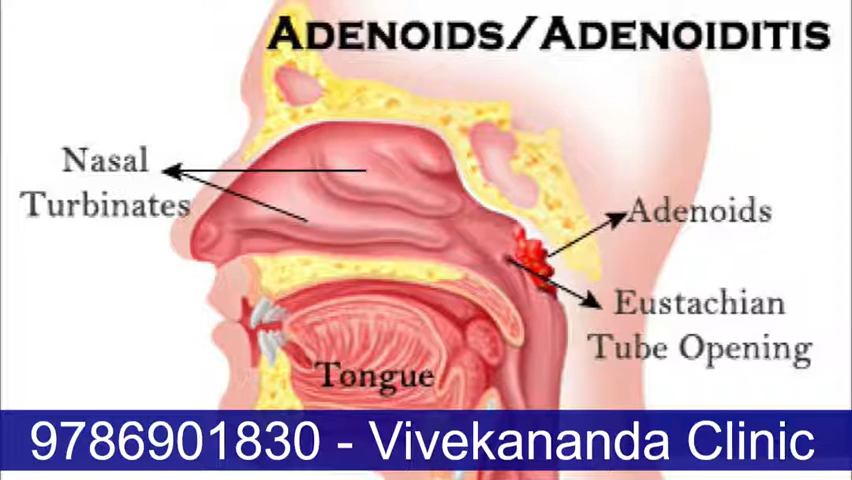 ADENOIDS/ADENOIDITIS
Nasal
Turbinates
Adenoids
Eustachian
Tube Opening
Tongue
9786901830 - Vivekananda Clinic